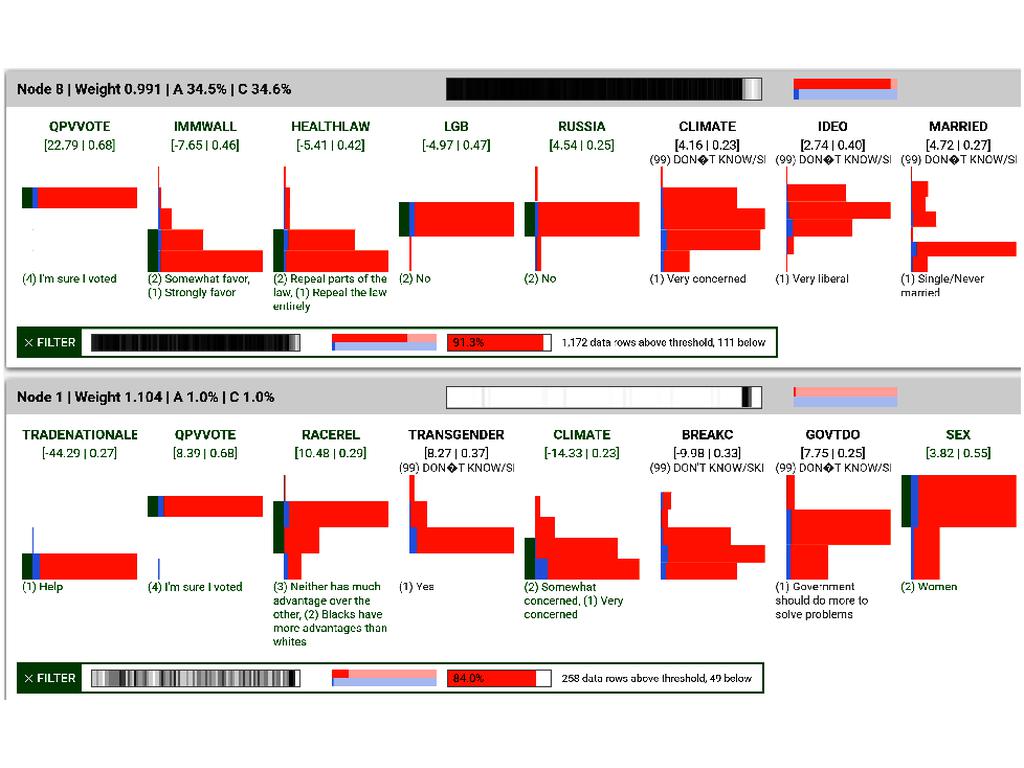 Node 8 | Weight 0.991 | A 34.5% | C 34.6%
QPVVOTE IMMWALL HEALTHLAW LGB RUSSIA CLIMATE IDEO MARRIED
[22.79 | 0.68] [-7.65 | 0.46] [-5.41 | 0.42] [-4.97 | 0.47] [4.54 | 0.25] [4.16 | 0.23] [2.74 | 0.40] [4.72 | 0.27]
(99) DON�T KNOW/SI (99) DON�T KNOW/SI (99) DON�T KNOW/SI
(4) I'm sure I voted (2) Somewhat favor, (2) Repeal parts of the (2) No (2) No (1) Very concerned (1) Very liberal (1) Single/Never
(1) Strongly favor law, (1) Repeal the law married
entirely
× FILTER 91.3% 1,172 data rows above threshold, 111 below
Node 1 | Weight 1.104 | A 1.0% | C 1.0%
TRADENATIONALE QPVVOTE RACEREL TRANSGENDER CLIMATE BREAKC GOVTDO SEX
[-44.29 | 0.27] [8.39 | 0.68] [10.48 | 0.29] [8.27 | 0.37] [-14.33 | 0.23] [-9.98 | 0.33] [7.75 | 0.25] [3.82 | 0.55]
(99) DON�T KNOW/SI (99) DON'T KNOW/SKI (99) DON�T KNOW/SI
(1) Help (4) I'm sure I voted (3) Neither has much (1) Yes (2) Somewhat (1) Government (2) Women
advantage over the concerned, (1) Very should do more to
other, (2) Blacks have concerned solve problems
more advantages than
whites
× FILTER 84.0% 258 data rows above threshold, 49 below